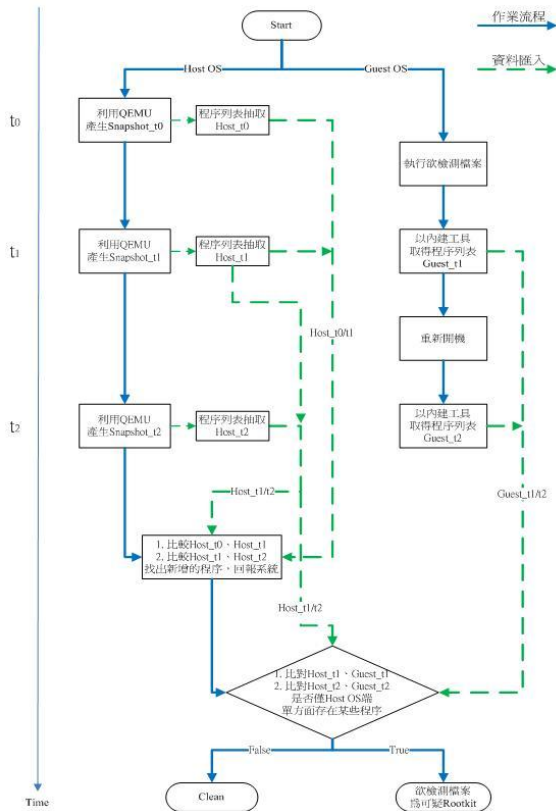 Start
作業流程
資料匯入
Host OS
Guest OS
t0
利用QEMU
產生Snapshot_t0
程序列表抽取
Host_t0
執行欲檢測檔案
t1
利用QEMU
產生Snapshot_t1
程序列表抽取
Host_t1
以內建工具
取得程序列表
Guest_t1
Host_t0/t1
重新開機
t2
利用QEMU
產生Snapshot_t2
程序列表抽取
Host_t2
以內建工具
取得程序列表
Guest_t2
Host_t1/t2
Guest_t1/t2
1. 比較Host_t0、Host_t1
2. 比較Host_t1、Host_t2
找出新增的程序、回報系統
Host_t1/t2
1. 比對Host_t1、Guest_t1
2. 比對Host_t2、Guest_t2
是否僅Host OS端
單方面存在某些程序
False
True
Clean
欲檢測檔案
為可疑Rootkit
Time